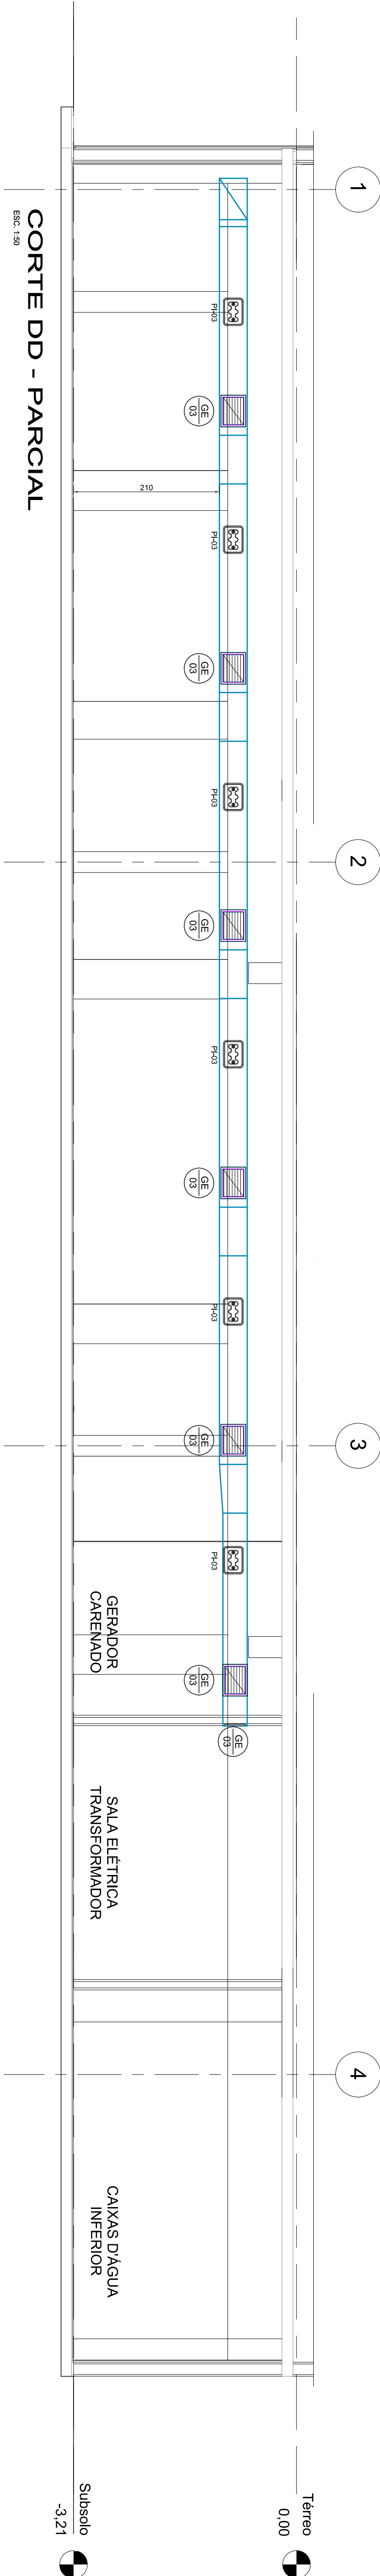 1
2
3
4
PI-03
GE
03
210
PI-03
GE
03
PI-03
GE
03
PI-03
GE
03
PI-03
GE
03
PI-03
GE
03
GE
03
GERADOR
CARENADO
SALA ELÉTRICA
TRANSFORMADOR
CAIXAS D'ÁGUA
INFERIOR
Térreo
0,00
Subsolo
-3,21
CORTE DD - PARCIAL
ESC. 1:50